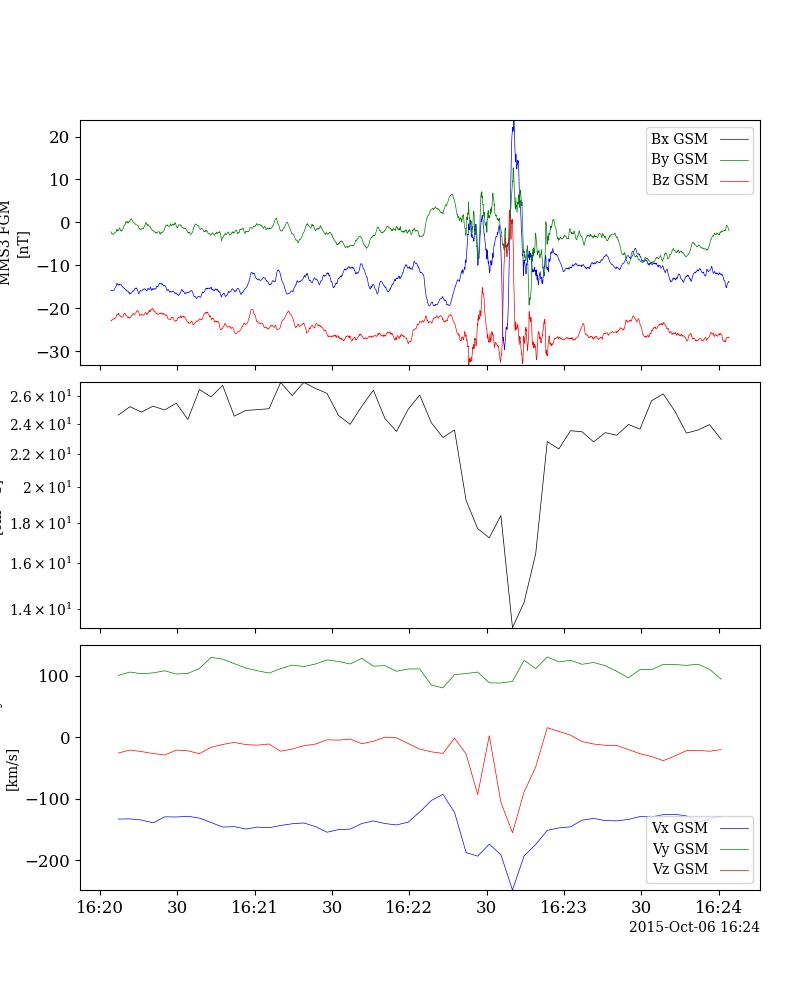 20
10
0
−10
−20
−30
MMS3 FGM
[nT]
Bx GSM
By GSM
Bz GSM
2.6 × 10¹
2.4 × 10¹
2.2 × 10¹
2 × 10¹
1.8 × 10¹
1.6 × 10¹
1.4 × 10¹
100
0
−100
−200
[km/s]
Vx GSM
Vy GSM
Vz GSM
16:20 30 16:21 30 16:22 30 16:23 30 16:24
2015-Oct-06 16:24